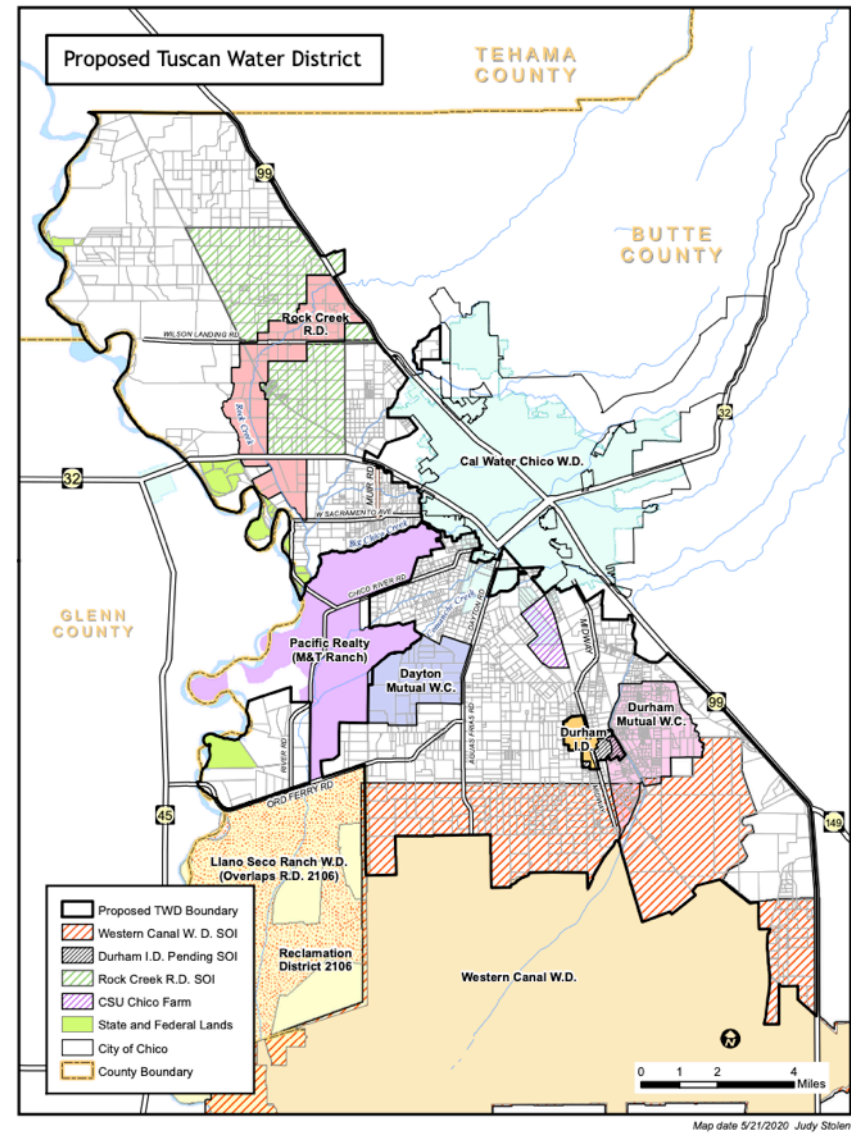 Proposed Tuscan Water District
TEHAMA
COUNTY
99
BUTTE
COUNTY
Rock Creek
R.D.
WILSON LANDING RD
Rock Creek
32
Cal Water Chico W.D.
32
MUIR RD
W SACRAMENTO AVE
Big Chico Creek
CHICO RIVER RD
Comanche Creek
DAYTON RD
GLENN
COUNTY
MIDWAY
Pacific Realty
(M&T Ranch)
Dayton
Mutual W.C.
Durham
Mutual W.C.
99
Durham
I.D.
RIVER RD
AGUAS FRIAS RD
ORD FERRY RD
MIDWAY
45
149
Llano Seco Ranch W.D.
(Overlaps R.D. 2106)
Reclamation
District 2106
Western Canal W.D.
Proposed TWD Boundary
Western Canal W. D. SOI
Durham I.D. Pending SOI
Rock Creek R.D. SOI
CSU Chico Farm
State and Federal Lands
City of Chico
County Boundary
N
0 1 2 4
Miles
Map date 5/21/2020 Judy Stolen